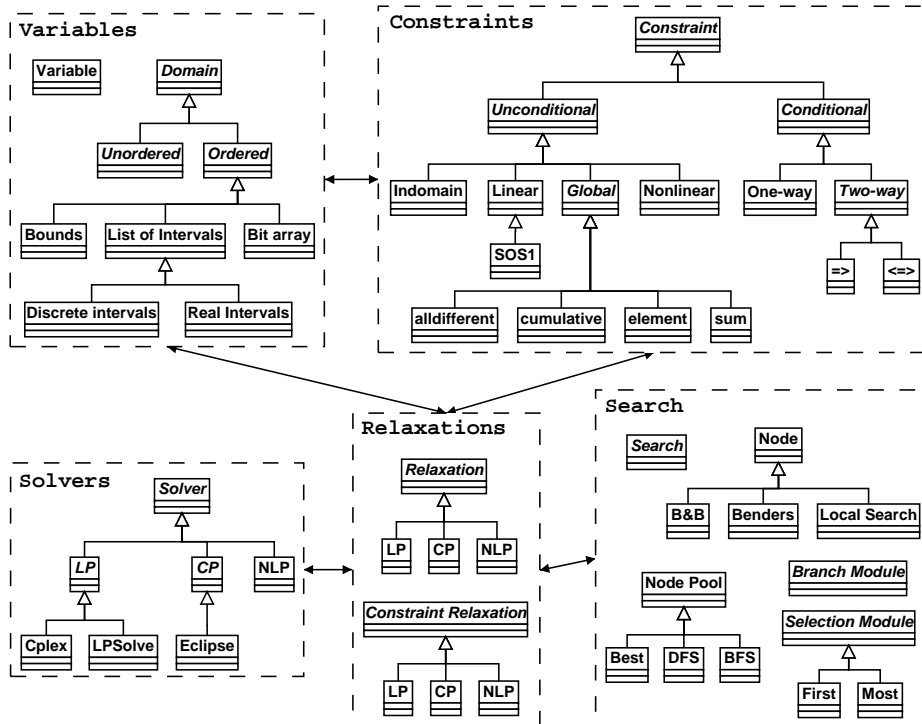 Variables
Variable
Domain
Unordered
Ordered
Bounds
List of Intervals
Bit array
Discrete intervals
Real Intervals
Constraints
Constraint
Unconditional
Conditional
Indomain
Linear
Global
Nonlinear
One-way
Two-way
SOS1
=>
<=>
alldifferent
cumulative
element
sum
Solvers
Solver
LP
CP
NLP
Cplex
LPSolve
Eclipse
Relaxations
Relaxation
LP
CP
NLP
Constraint Relaxation
LP
CP
NLP
Search
Search
Node
B&B
Benders
Local Search
Node Pool
Best
DFS
BFS
Branch Module
Selection Module
First
Most